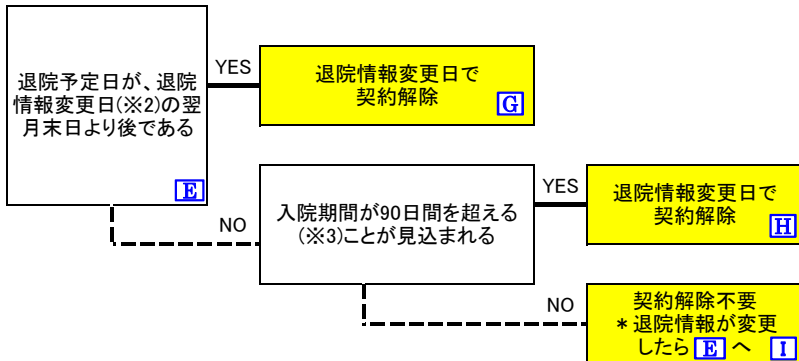 退院予定日が、退院
情報変更日(※2)の翌
月末日より後である
E
YES
退院情報変更日で
契約解除
G
NO
入院期間が90日間を超える
(※3)ことが見込まれる
YES
退院情報変更日で
契約解除
H
NO
契約解除不要
*退院情報が変更
したら E へ I